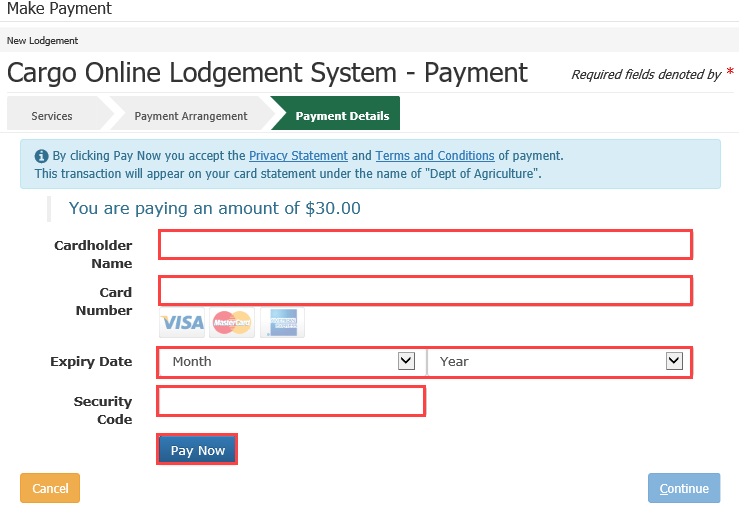 Make Payment
New Lodgement
Cargo Online Lodgement System - Payment
Required fields denoted by *
Services
Payment Arrangement
Payment Details
By clicking Pay Now you accept the Privacy Statement and Terms and Conditions of payment.
This transaction will appear on your card statement under the name of "Dept of Agriculture".
You are paying an amount of $30.00
Cardholder
Name
Card
Number
VISA
MasterCard
Expiry Date
Month
Year
Security
Code
Pay Now
Cancel
Continue